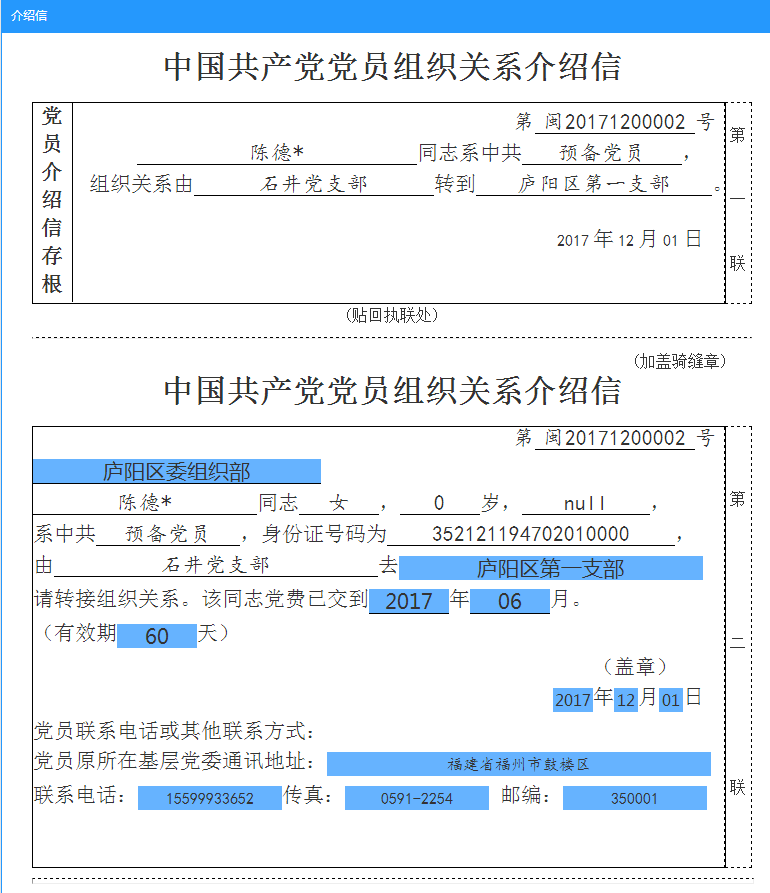 介绍信
中国共产党党员组织关系介绍信
党员介绍信存根
第 闽20171200002 号
陈德* 同志系中共 预备党员 ，
组织关系由 石井党支部 转到 庐阳区第一支部 。
2017 年 12 月 01 日
第一联
(贴回执联处)
(加盖骑缝章)
中国共产党党员组织关系介绍信
第 闽20171200002 号
庐阳区委组织部
陈德* 同志 女 ， 0 岁， null ，
系中共 预备党员 ，身份证号码为 352121194702010000 ，
由 石井党支部 去 庐阳区第一支部
请转接组织关系。该同志党费已交到 2017 年 06 月。
（有效期 60 天）
（盖章）
2017 年 12 月 01 日
党员联系电话或其他联系方式：
党员原所在基层党委通讯地址： 福建省福州市鼓楼区
联系电话： 15599933652 传真： 0591-2254 邮编： 350001
第二联